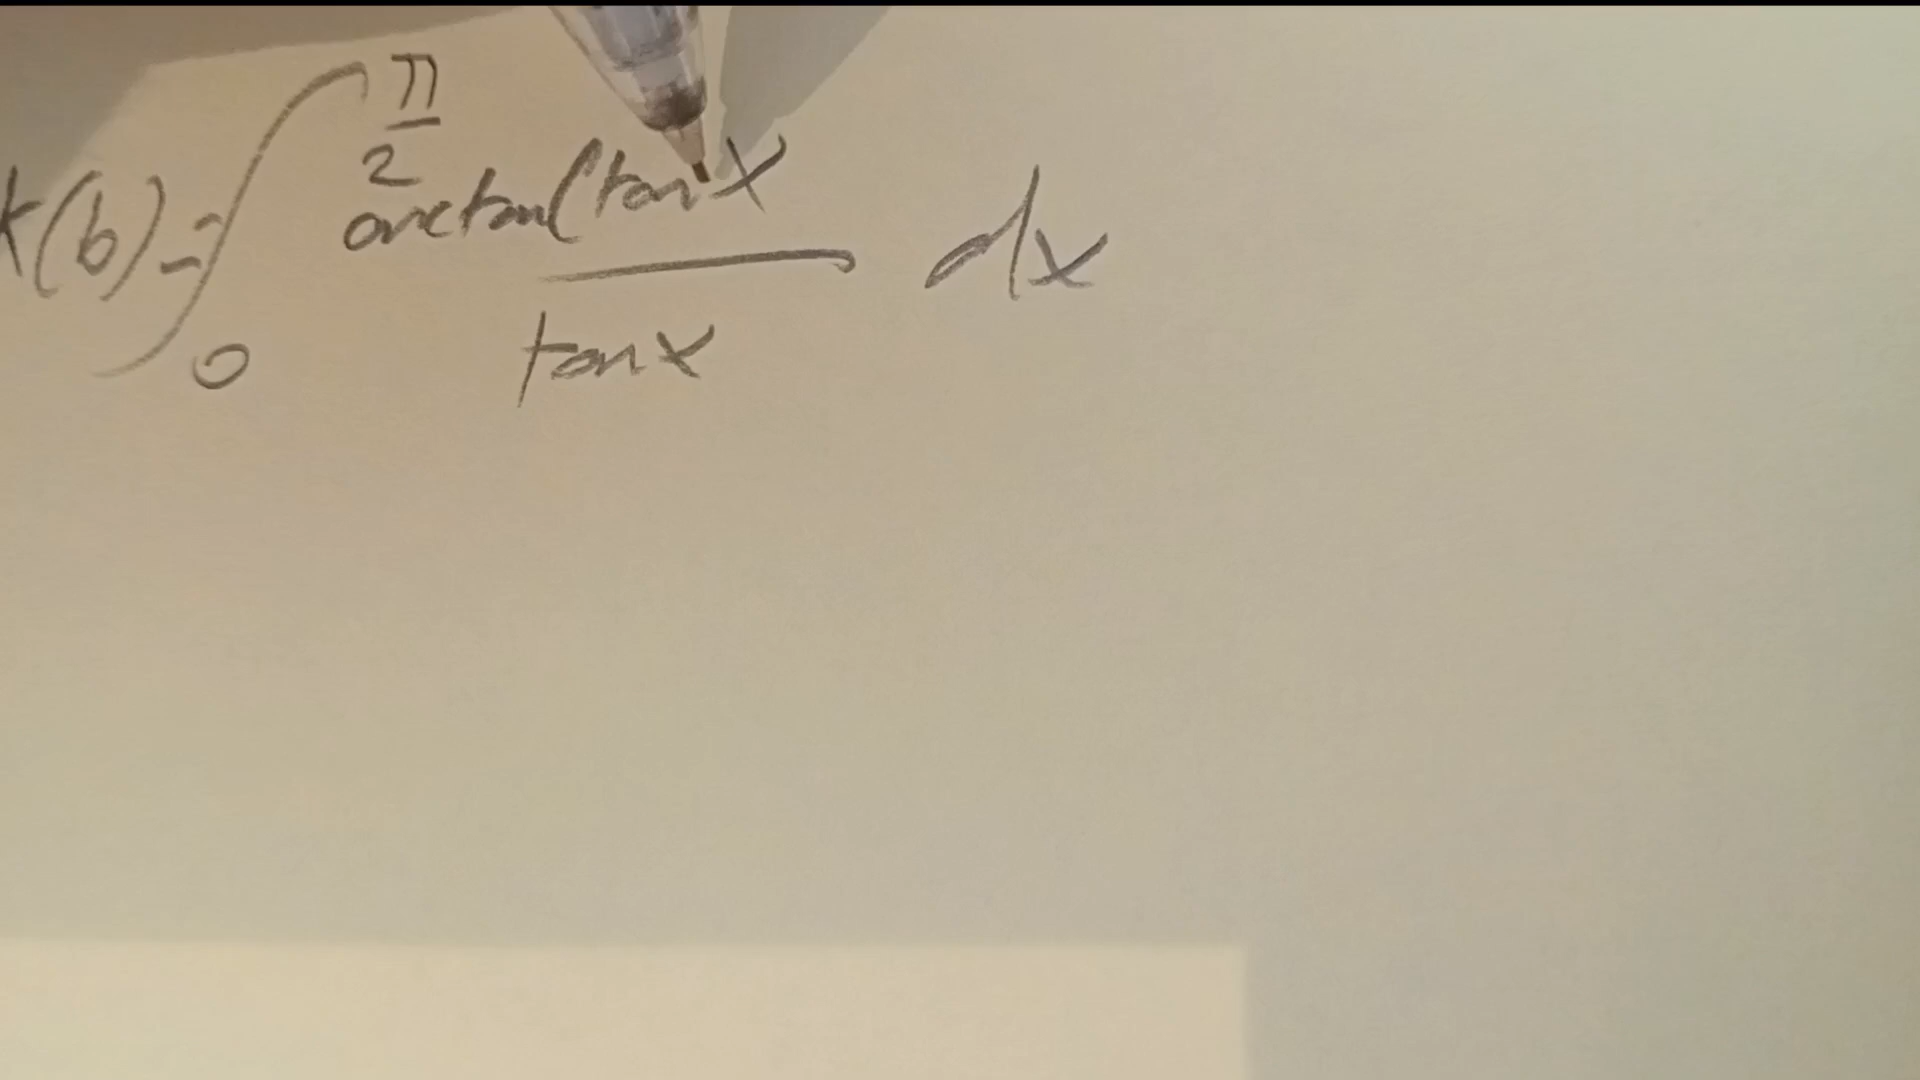 k(b) = ∫₀^(π/2) arctan(tan x / tan x dx